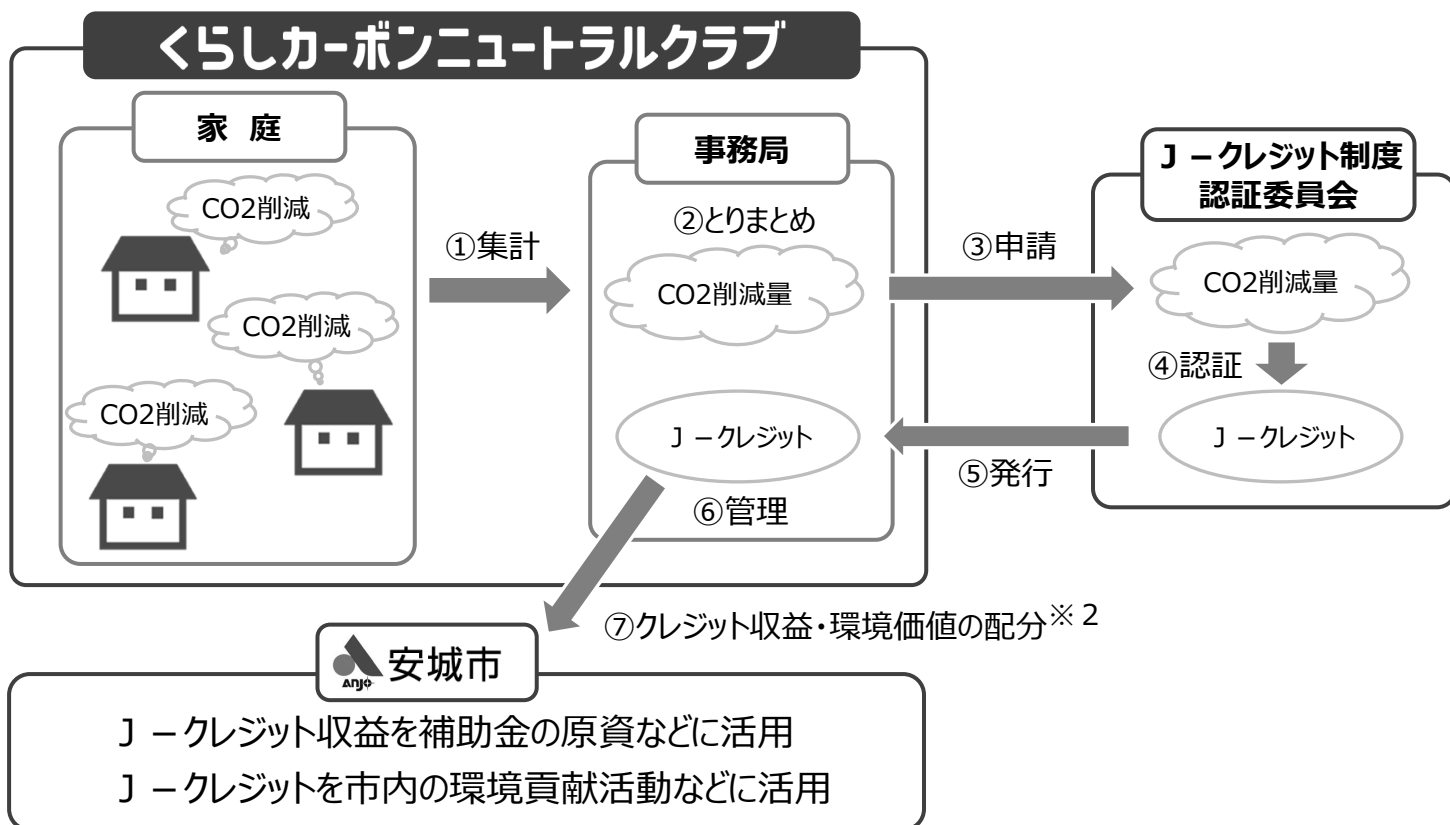 くらしカーボンニュートラルクラブ
家 庭
CO2削減
CO2削減
CO2削減
①集計
事務局
②とりまとめ
CO2削減量
J－クレジット
⑥管理
③申請
J－クレジット制度
認証委員会
CO2削減量
④認証
J－クレジット
⑤発行
⑦クレジット収益・環境価値の配分※２
ANJO
安城市
J－クレジット収益を補助金の原資などに活用
J－クレジットを市内の環境貢献活動などに活用